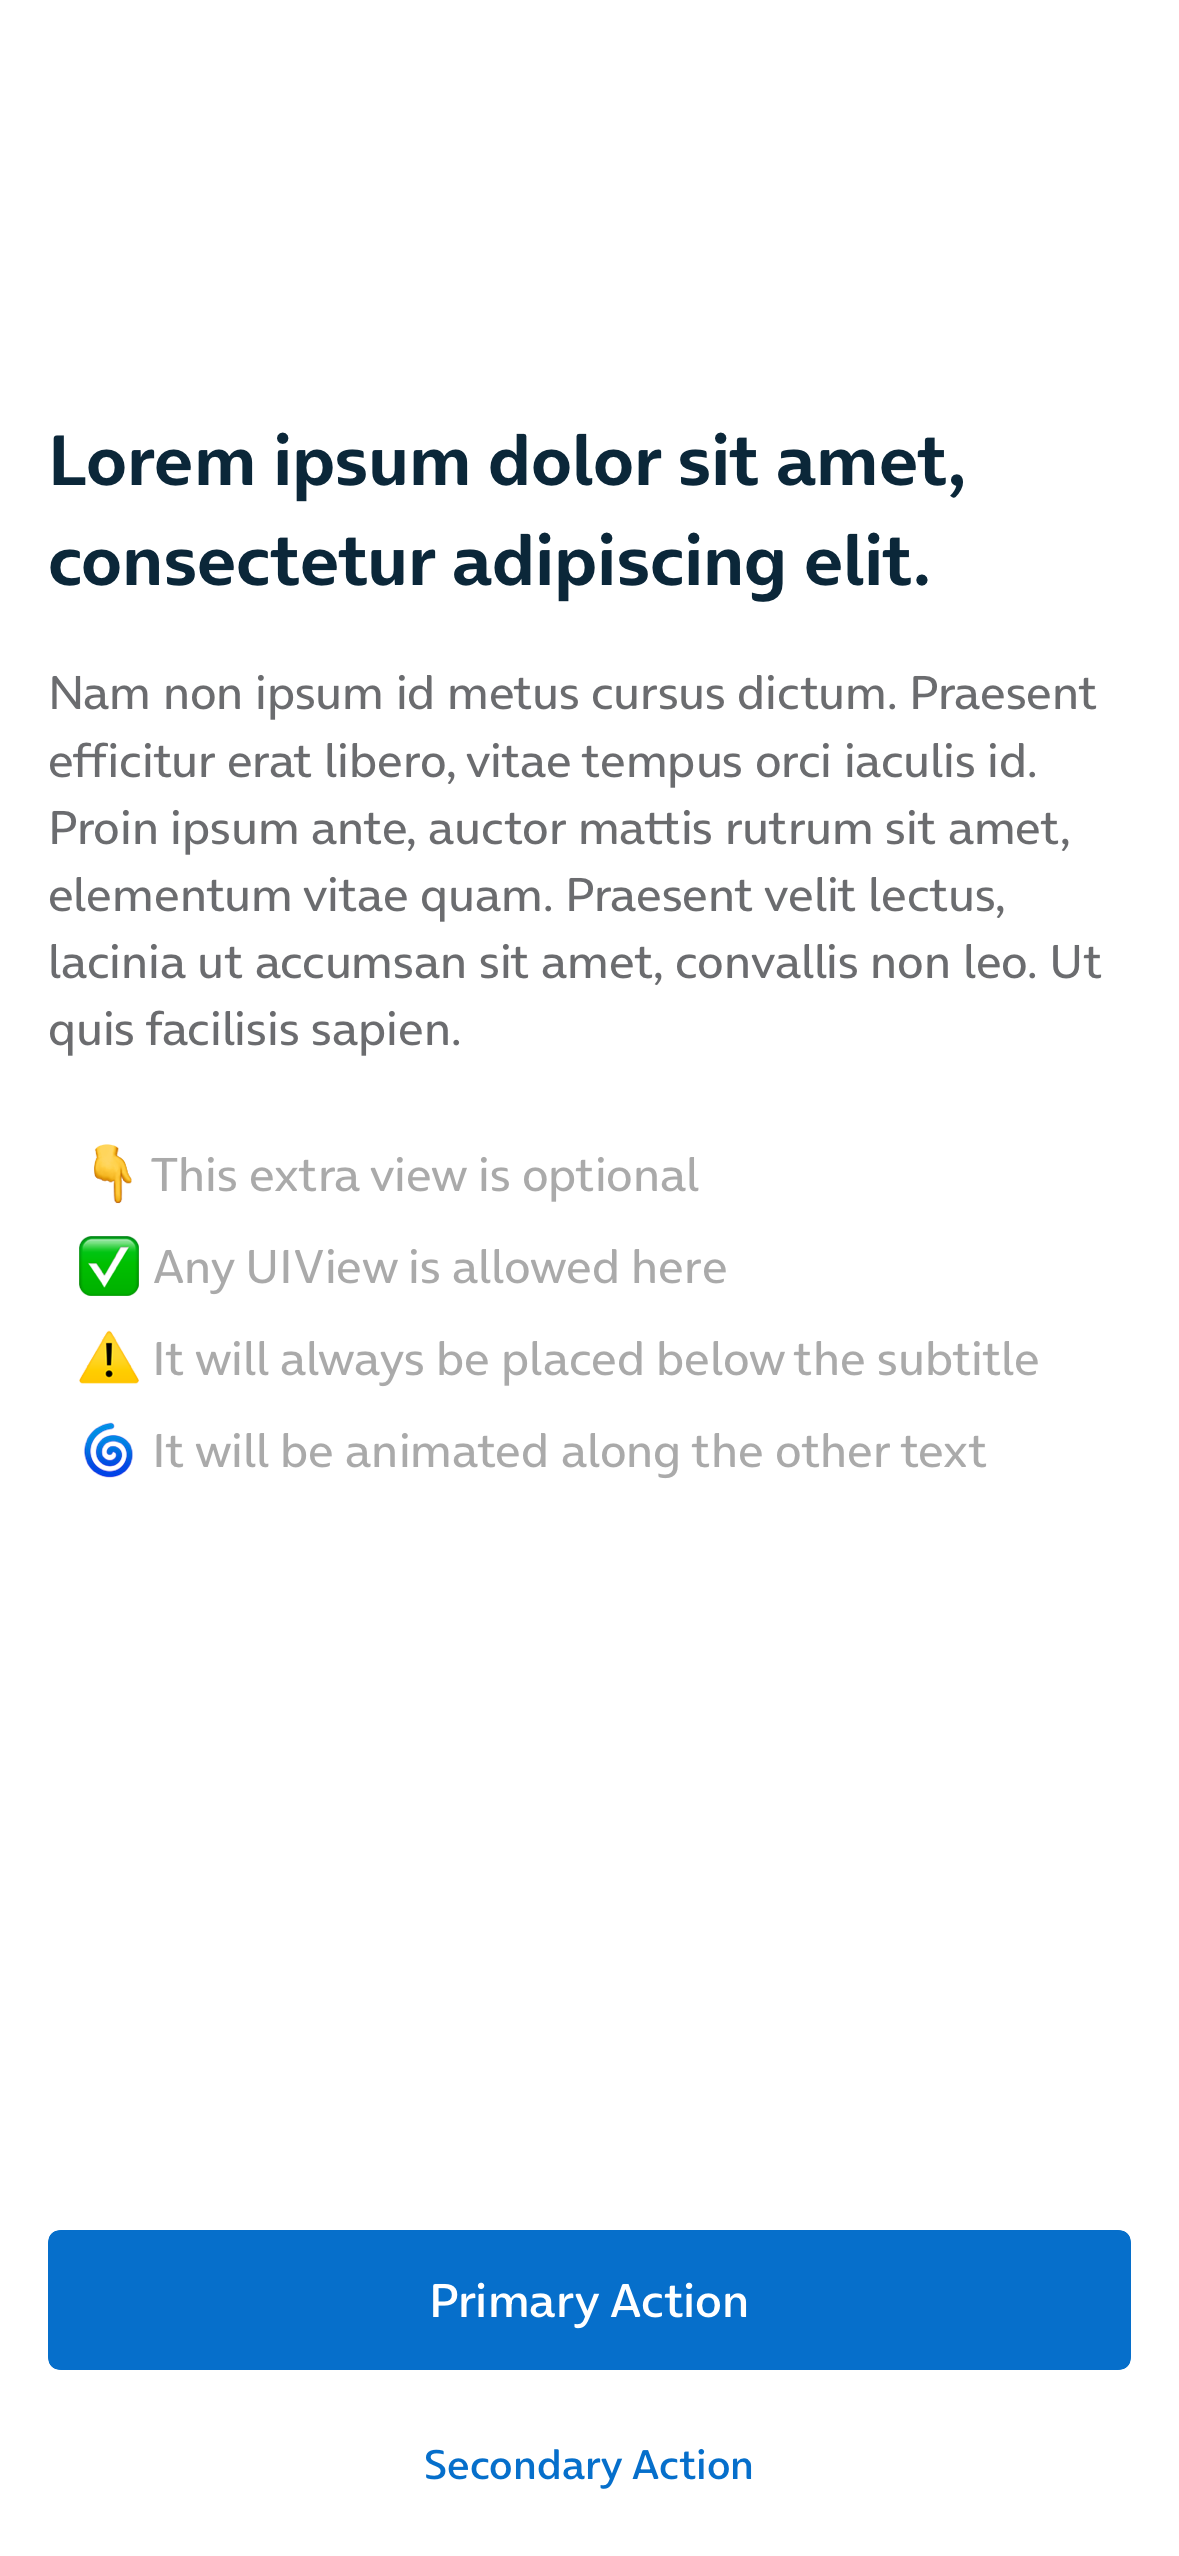 Lorem ipsum dolor sit amet,
consectetur adipiscing elit.
Nam non ipsum id metus cursus dictum. Praesent
efficitur erat libero, vitae tempus orci iaculis id.
Proin ipsum ante, auctor mattis rutrum sit amet,
elementum vitae quam. Praesent velit lectus,
lacinia ut accumsan sit amet, convallis non leo. Ut
quis facilisis sapien.
👇 This extra view is optional
✅ Any UIView is allowed here
⚠️ It will always be placed below the subtitle
🌀 It will be animated along the other text
Primary Action
Secondary Action